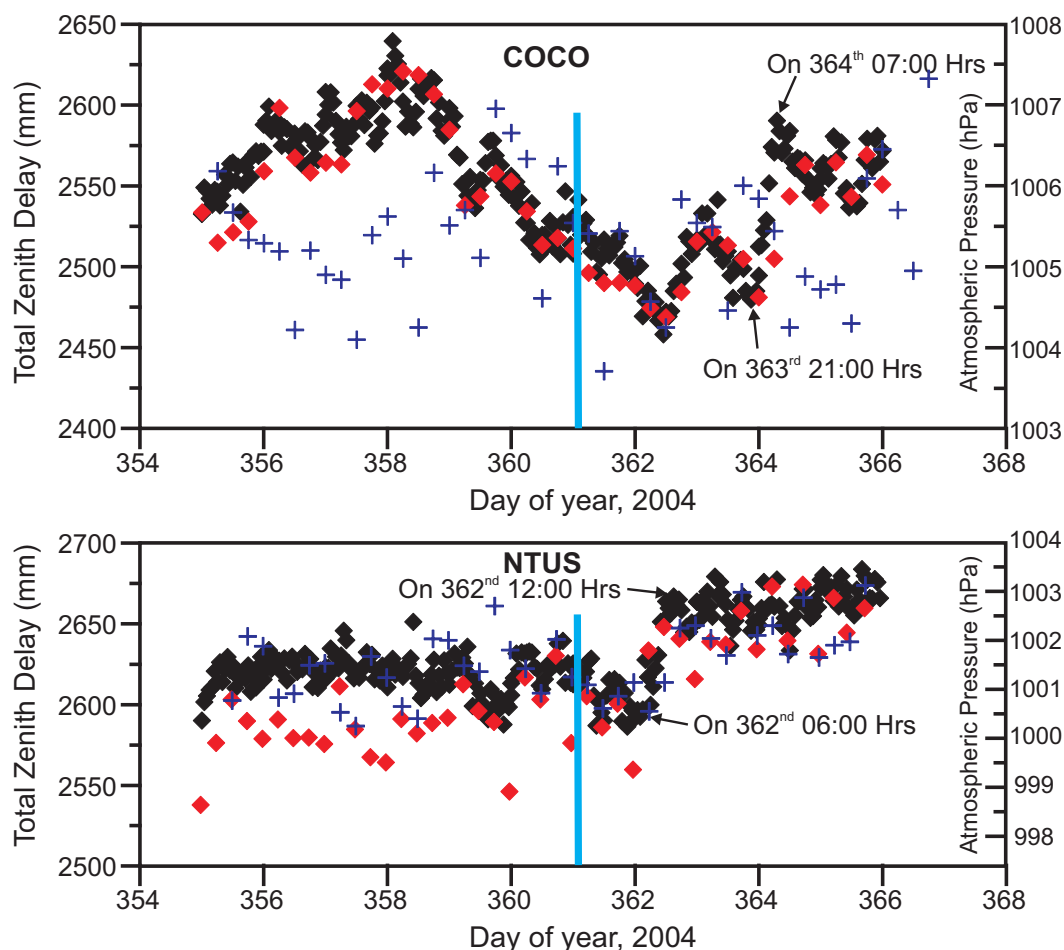 COCO
Total Zenith Delay (mm)
2650
2600
2550
2500
2450
2400
Atmospheric Pressure (hPa)
1008
1007
1006
1005
1004
1003
On 364th 07:00 Hrs
On 363rd 21:00 Hrs
354 356 358 360 362 364 366 368
Day of year, 2004
NTUS
Total Zenith Delay (mm)
2700
2650
2600
2550
2500
Atmospheric Pressure (hPa)
1004
1003
1002
1001
1000
999
998
On 362nd 12:00 Hrs
On 362nd 06:00 Hrs
354 356 358 360 362 364 366 368
Day of year, 2004